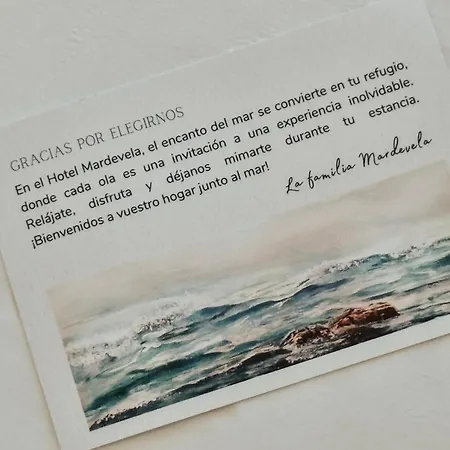 GRACIAS POR ELEGIRNOS
En el Hotel Mardevela, el encanto del mar se convierte en tu refugio,
donde cada ola es una invitación a una experiencia inolvidable.
Relájate, disfruta y déjanos mimarte durante tu estancia.
¡Bienvenidos a vuestro hogar junto al mar!
La familia Mardevela